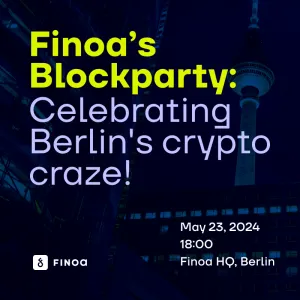 Finoa's
Blockparty:
Celebrating
Berlin's crypto
craze!
May 23, 2024
18:00
Finoa HQ, Berlin
FINOA